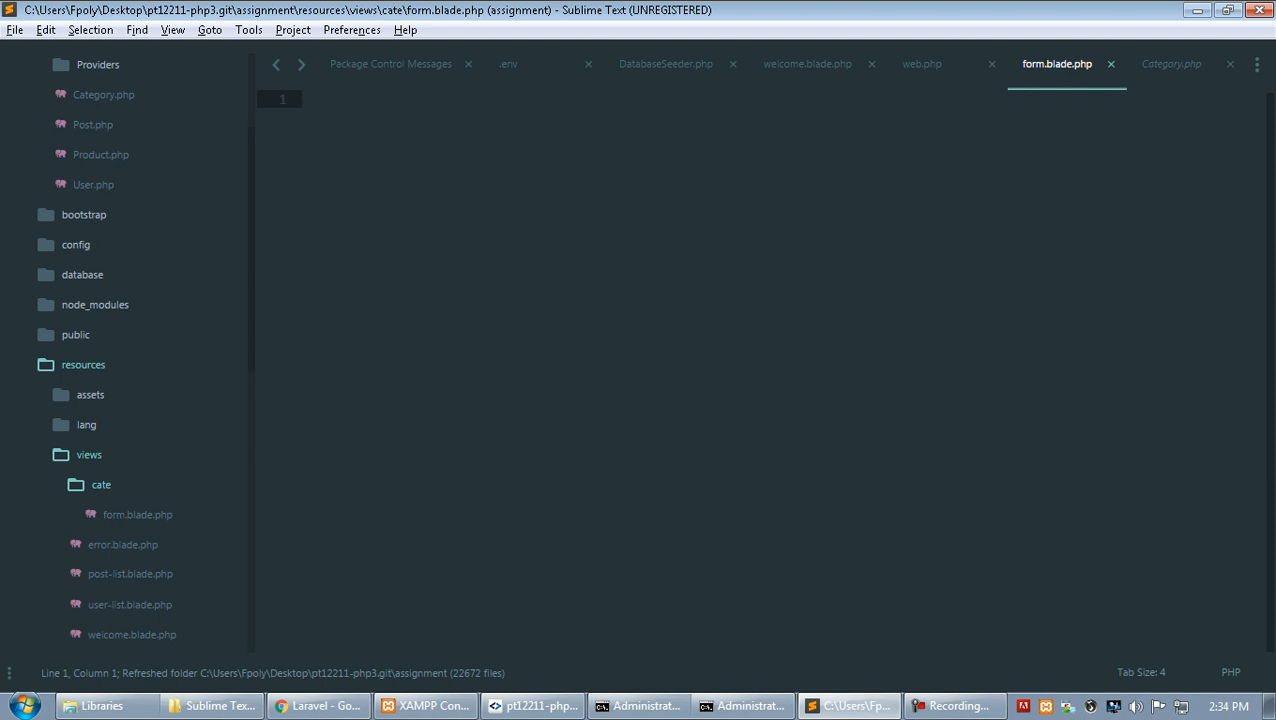 C:\Users\Fpoly\Desktop\pt12211-php3.git\assignment\resources\views\cate\form.blade.php (assignment) - Sublime Text (UNREGISTERED)
File Edit Selection Find View Goto Tools Project Preferences Help
Package Control Messages .env DatabaseSeeder.php welcome.blade.php web.php form.blade.php Category.php
1
Providers
Category.php
Post.php
Product.php
User.php
bootstrap
config
database
node_modules
public
resources
assets
lang
views
cate
form.blade.php
error.blade.php
post-list.blade.php
user-list.blade.php
welcome.blade.php
Line 1, Column 1; Refreshed folder C:\Users\Fpoly\Desktop\pt12211-php3.git\assignment (22672 files) Tab Size: 4 PHP
Libraries Sublime Tex... Laravel - Go... XAMPP Con... pt12211-php... Administrat... Administrat... C:\Users\Fp... Recording... 2:34 PM